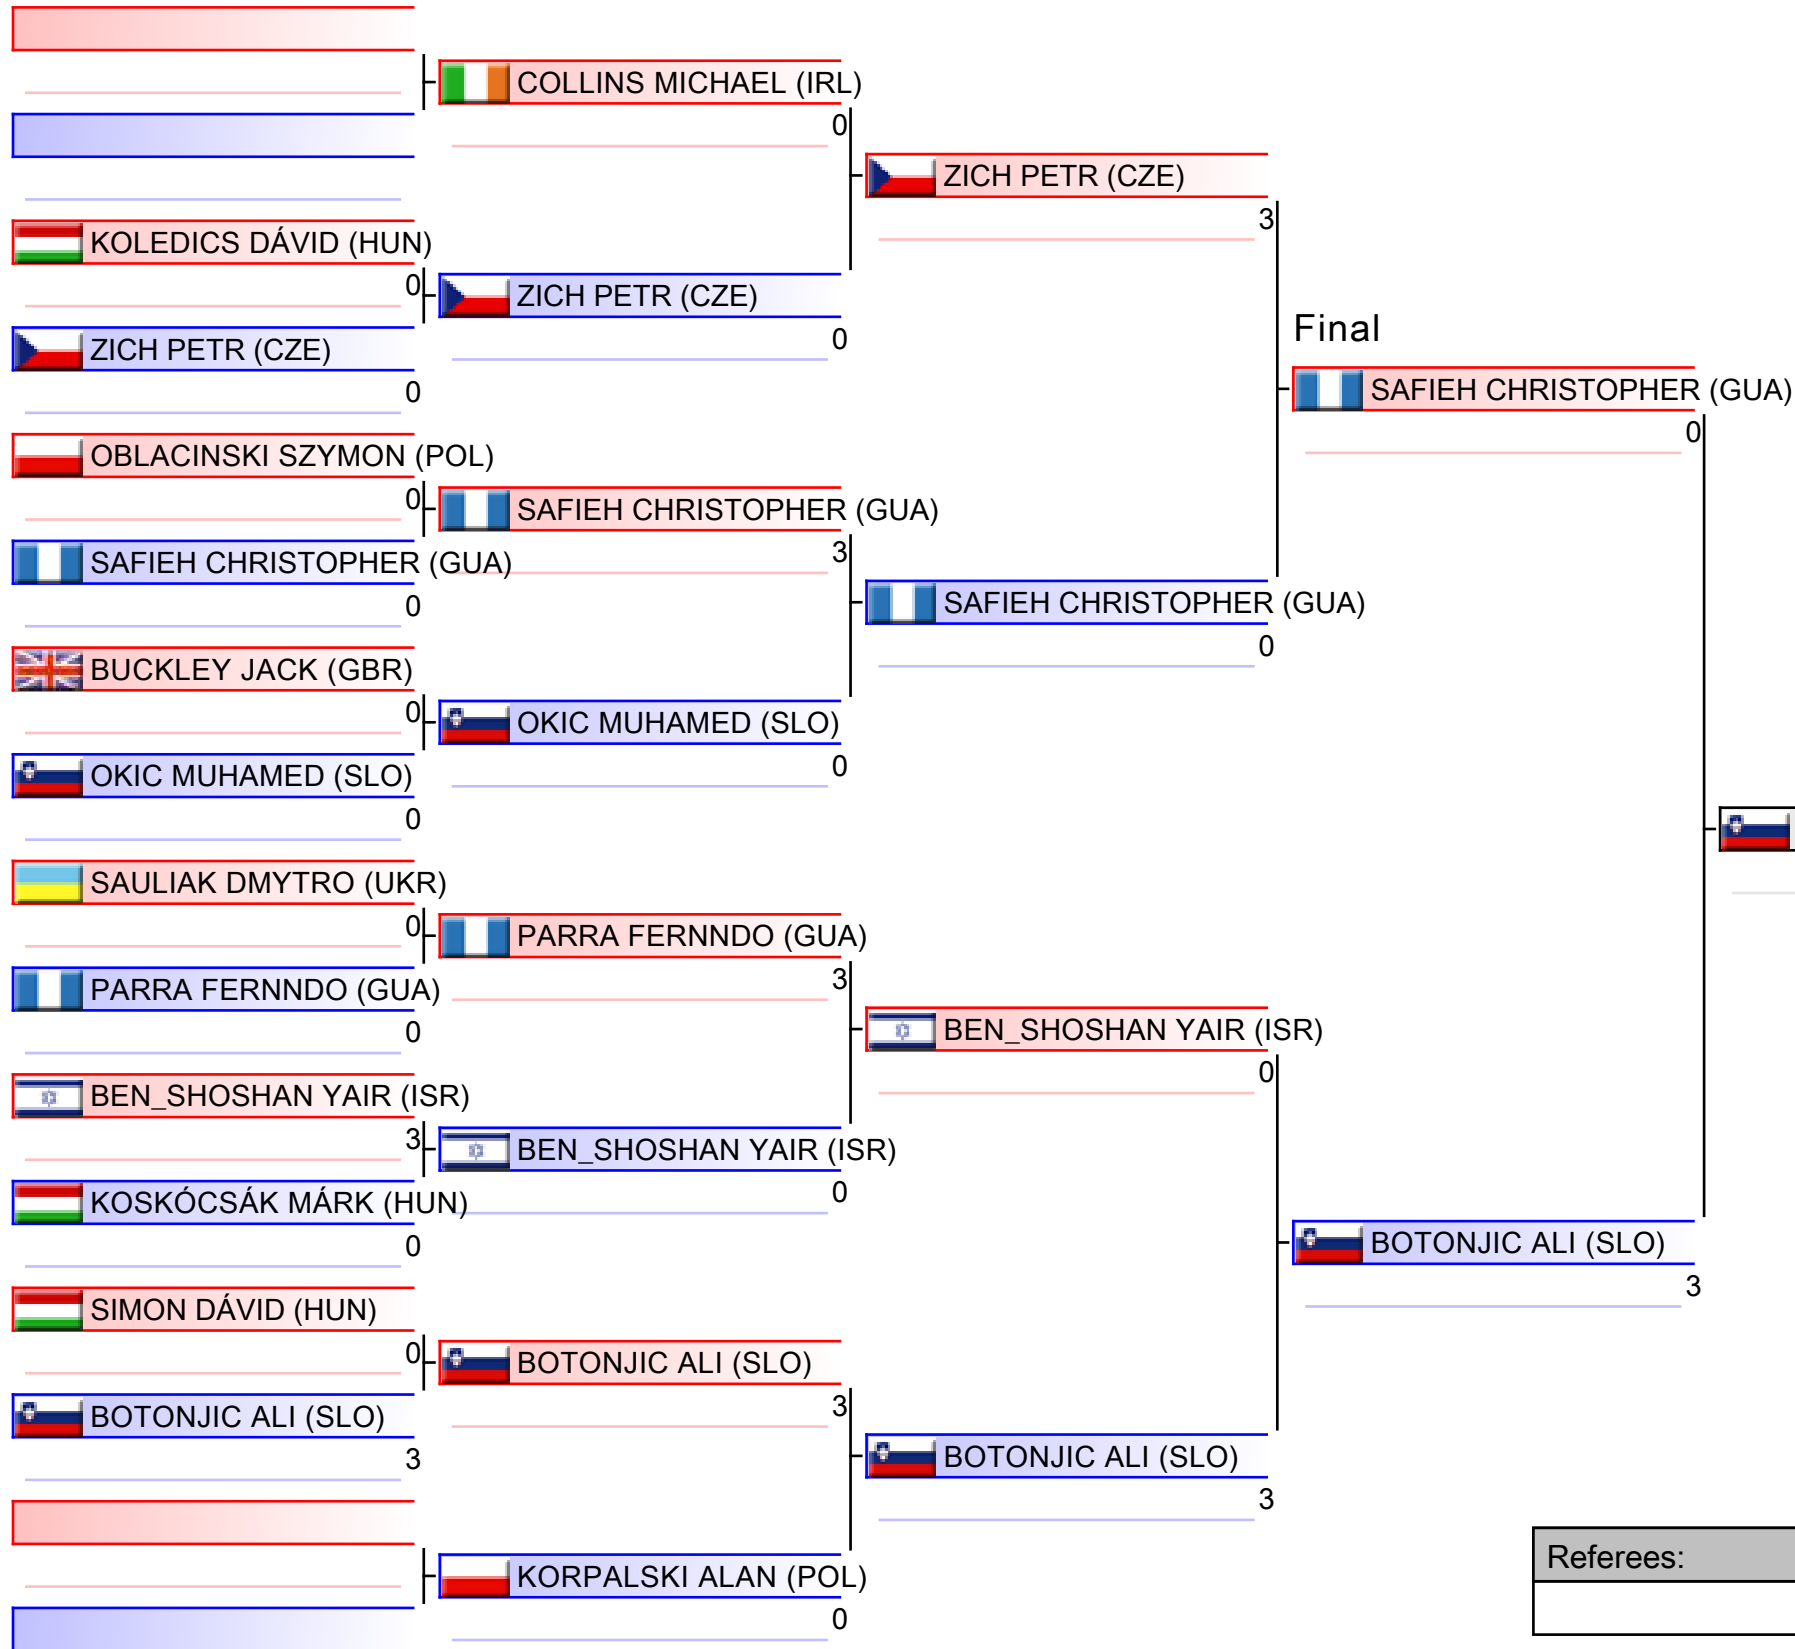 COLLINS MICHAEL (IRL)
0
ZICH PETR (CZE)
3
KOLEDICS DÁVID (HUN)
0
ZICH PETR (CZE)
0
ZICH PETR (CZE)
0
Final
SAFIEH CHRISTOPHER (GUA)
0
OBLACINSKI SZYMON (POL)
0
SAFIEH CHRISTOPHER (GUA)
3
SAFIEH CHRISTOPHER (GUA)
0
SAFIEH CHRISTOPHER (GUA)
0
BUCKLEY JACK (GBR)
0
OKIC MUHAMED (SLO)
0
OKIC MUHAMED (SLO)
0
SAULIAK DMYTRO (UKR)
0
PARRA FERNNDO (GUA)
3
PARRA FERNNDO (GUA)
0
BEN_SHOSHAN YAIR (ISR)
0
BEN_SHOSHAN YAIR (ISR)
3
BEN_SHOSHAN YAIR (ISR)
0
KOSKÓCSÁK MÁRK (HUN)
0
BOTONJIC ALI (SLO)
3
SIMON DÁVID (HUN)
0
BOTONJIC ALI (SLO)
3
BOTONJIC ALI (SLO)
3
BOTONJIC ALI (SLO)
3
KORPALSKI ALAN (POL)
0
Referees: